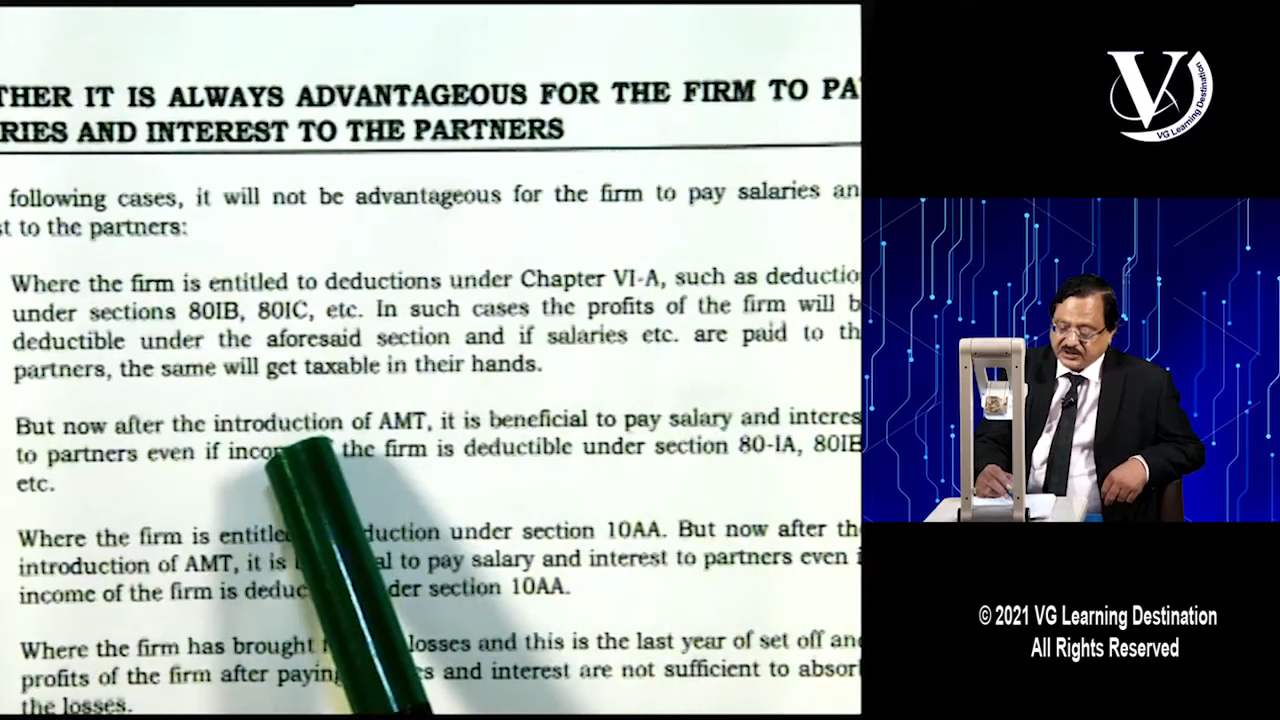 THER IT IS ALWAYS ADVANTAGEOUS FOR THE FIRM TO PA
RIES AND INTEREST TO THE PARTNERS
following cases, it will not be advantageous for the firm to pay salaries an
st to the partners:
Where the firm is entitled to deductions under Chapter VI-A, such as deductio
under sections 80IB, 80IC, etc. In such cases the profits of the firm will b
deductible under the aforesaid section and if salaries etc. are paid to th
partners, the same will get taxable in their hands.
But now after the introduction of AMT, it is beneficial to pay salary and interes
to partners even if inco the firm is deductible under section 80-IA, 80IB
etc.
Where the firm is entitle duction under section 10AA. But now after th
introduction of AMT, it is al to pay salary and interest to partners even i
income of the firm is deduc der section 10AA.
Where the firm has brought losses and this is the last year of set off an
profits of the firm after paying s and interest are not sufficient to absor
the losses.
V
VG Learning Destination
© 2021 VG Learning Destination
All Rights Reserved